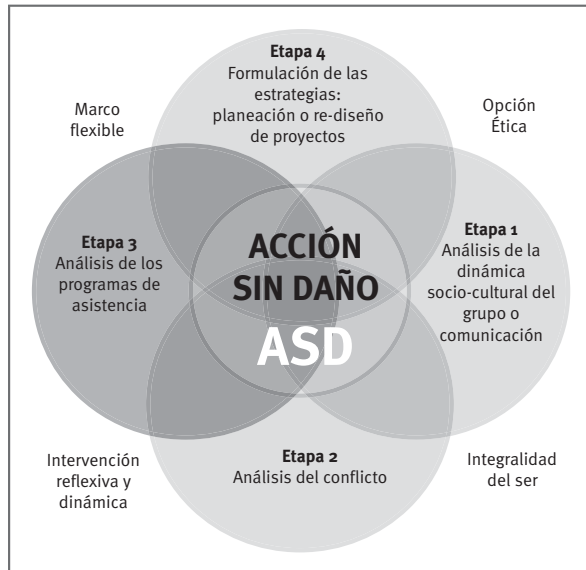 Etapa 4
Formulación de las
estrategias:
planeación o re-diseño
de proyectos
Marco
flexible
Opción
Ética
Etapa 3
Análisis de los
programas de
asistencia
ACCIÓN
SIN DAÑO
ASD
Etapa 1
Análisis de la
dinámica
socio-cultural del
grupo o
comunicación
Etapa 2
Análisis del conflicto
Intervención
reflexiva y
dinámica
Integralidad
del ser